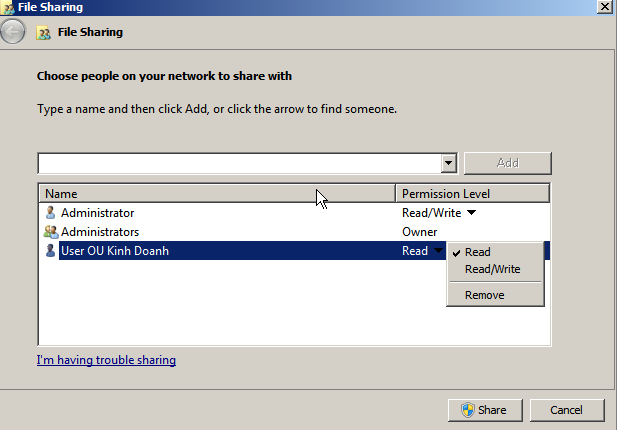 File Sharing
File Sharing
Choose people on your network to share with
Type a name and then click Add, or click the arrow to find someone.
Add
Name Permission Level
Administrator Read/Write
Administrators Owner
User OU Kinh Doanh Read
Read
Read/Write
Remove
I'm having trouble sharing
Share Cancel